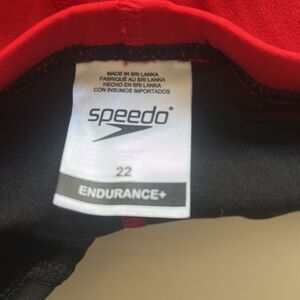 MADE IN SRI LANKA
FABRIQUÉ AU SRI LANKA
HECHO EN SRI LANKA
CON INSUMOS IMPORTADOS
speedo®
22
ENDURANCE+